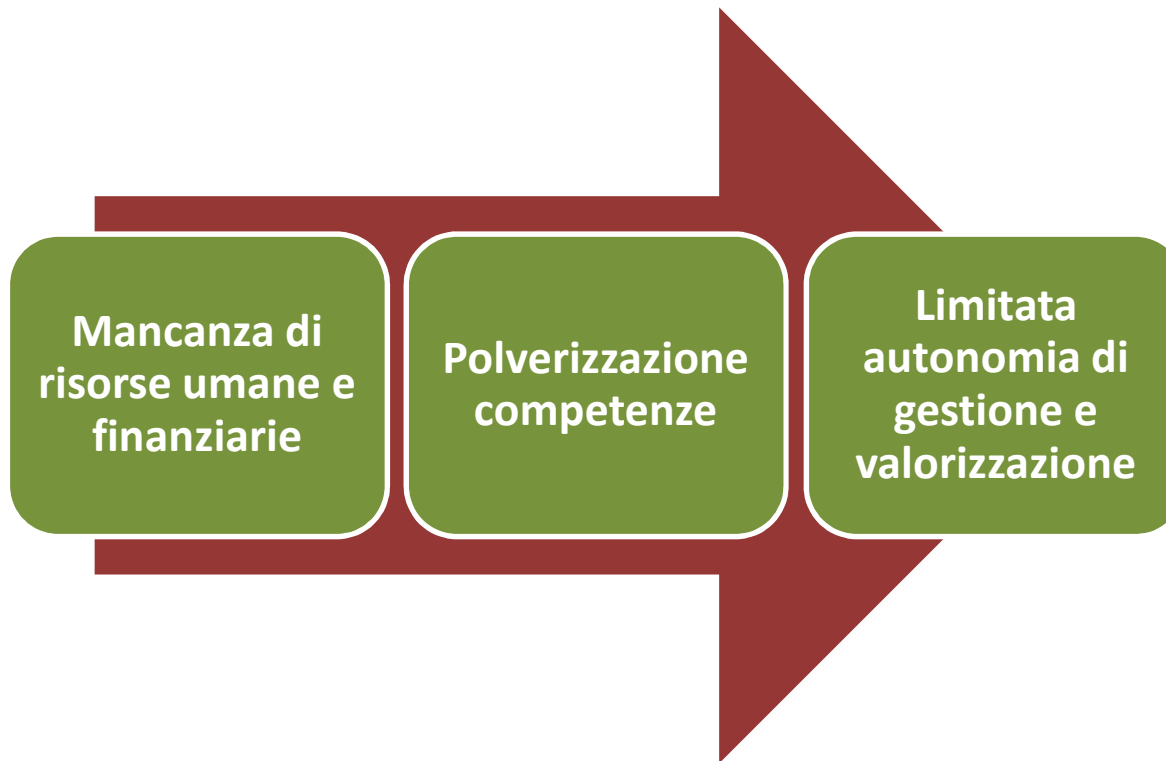 Mancanza di
risorse umane e
finanziarie
Polverizzazione
competenze
Limitata
autonomia di
gestione e
valorizzazione